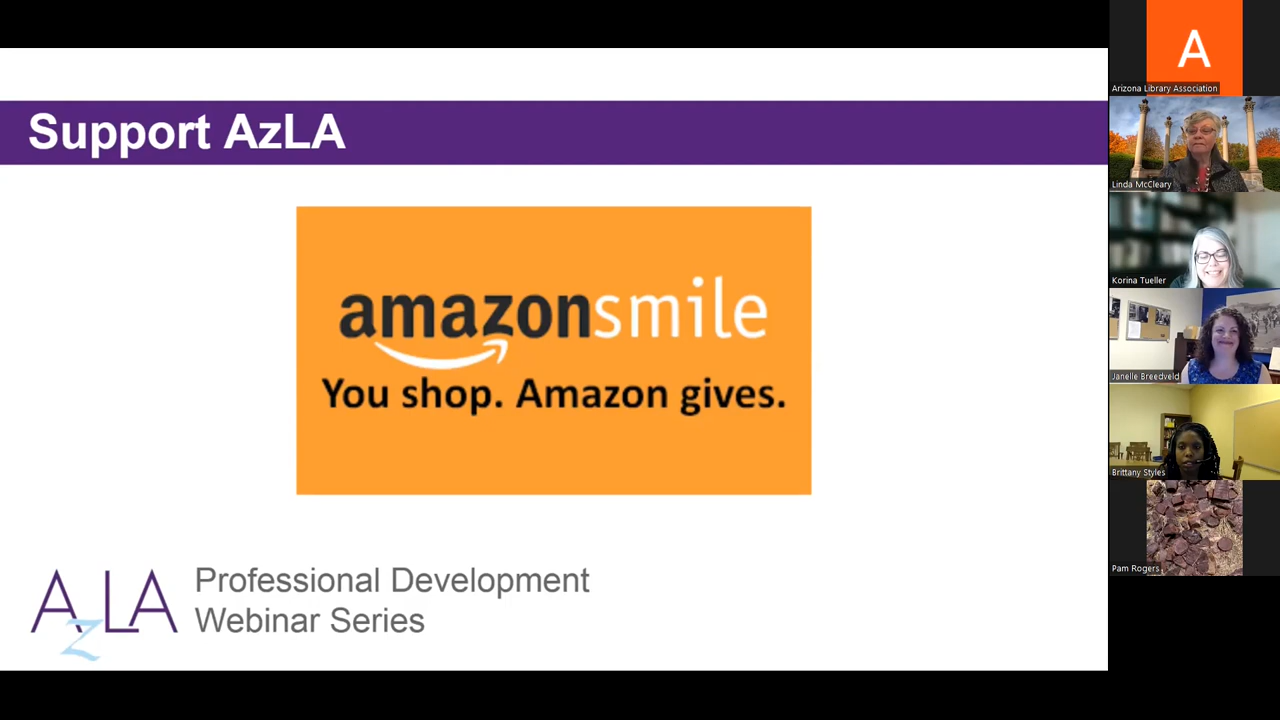 Support AzLA
amazonsmile
You shop. Amazon gives.
AzLA
Professional Development
Webinar Series
A
Arizona Library Association
Linda McCleary
Korina Tueller
Janelle Breedveld
Brittany Styles
Pam Rogers